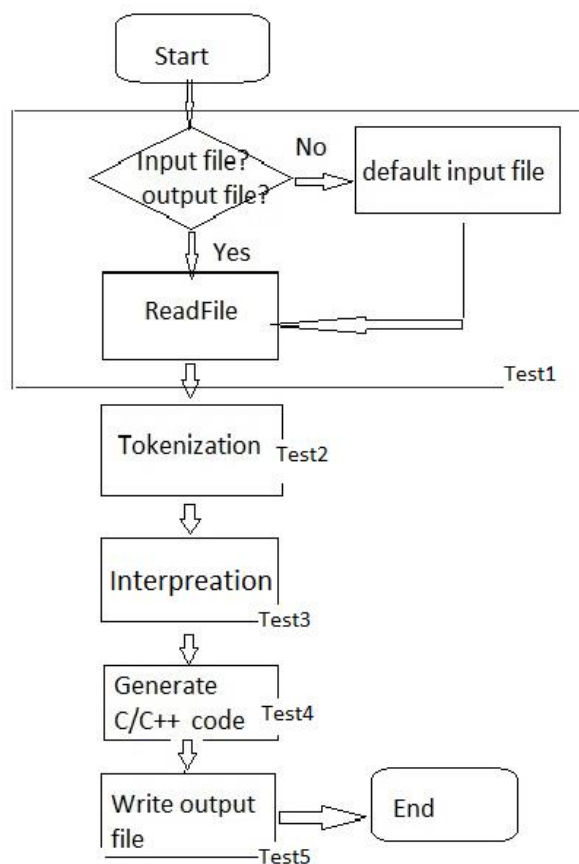 Start
Input file?
output file?
No
default input file
Yes
ReadFile
Test1
Tokenization
Test2
Interpreation
Test3
Generate
C/C++ code
Test4
Write output
file
Test5
End